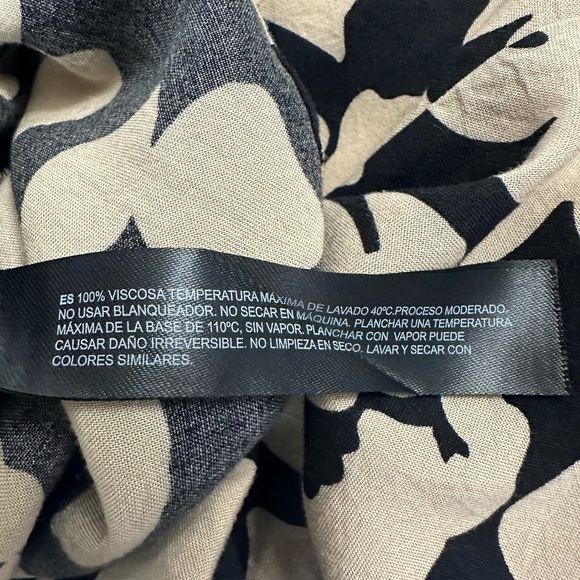 ES 100% VISCOSA TEMPERATURA MÁXIMA DE LAVADO 40ºC.PROCESO MODERADO.
NO USAR BLANQUEADOR. NO SECAR EN MÁQUINA. PLANCHAR UNA TEMPERATURA
MÁXIMA DE LA BASE DE 110ºC, SIN VAPOR. PLANCHAR CON VAPOR PUEDE
CAUSAR DAÑO IRREVERSIBLE. NO LIMPIEZA EN SECO. LAVAR Y SECAR CON
COLORES SIMILARES.